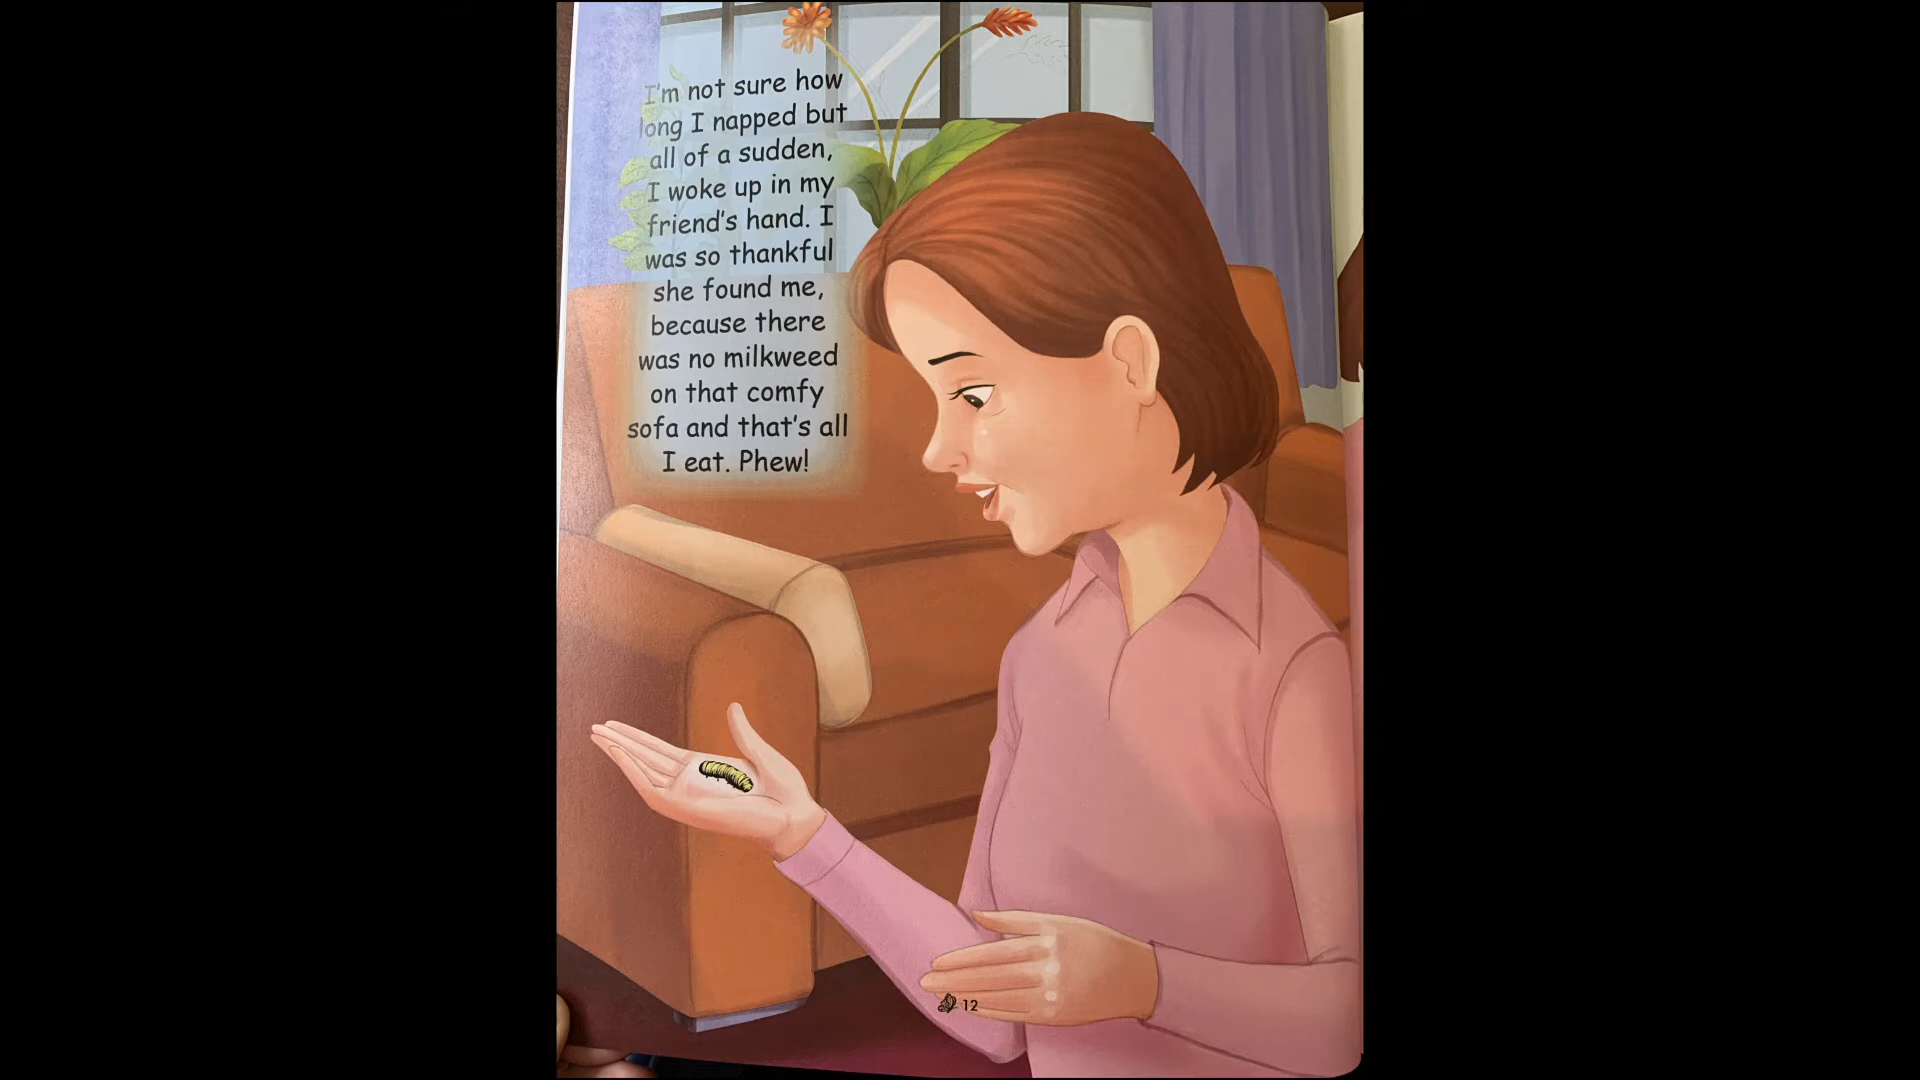 I'm not sure how
long I napped but
all of a sudden,
I woke up in my
friend's hand. I
was so thankful
she found me,
because there
was no milkweed
on that comfy
sofa and that's all
I eat. Phew!
12